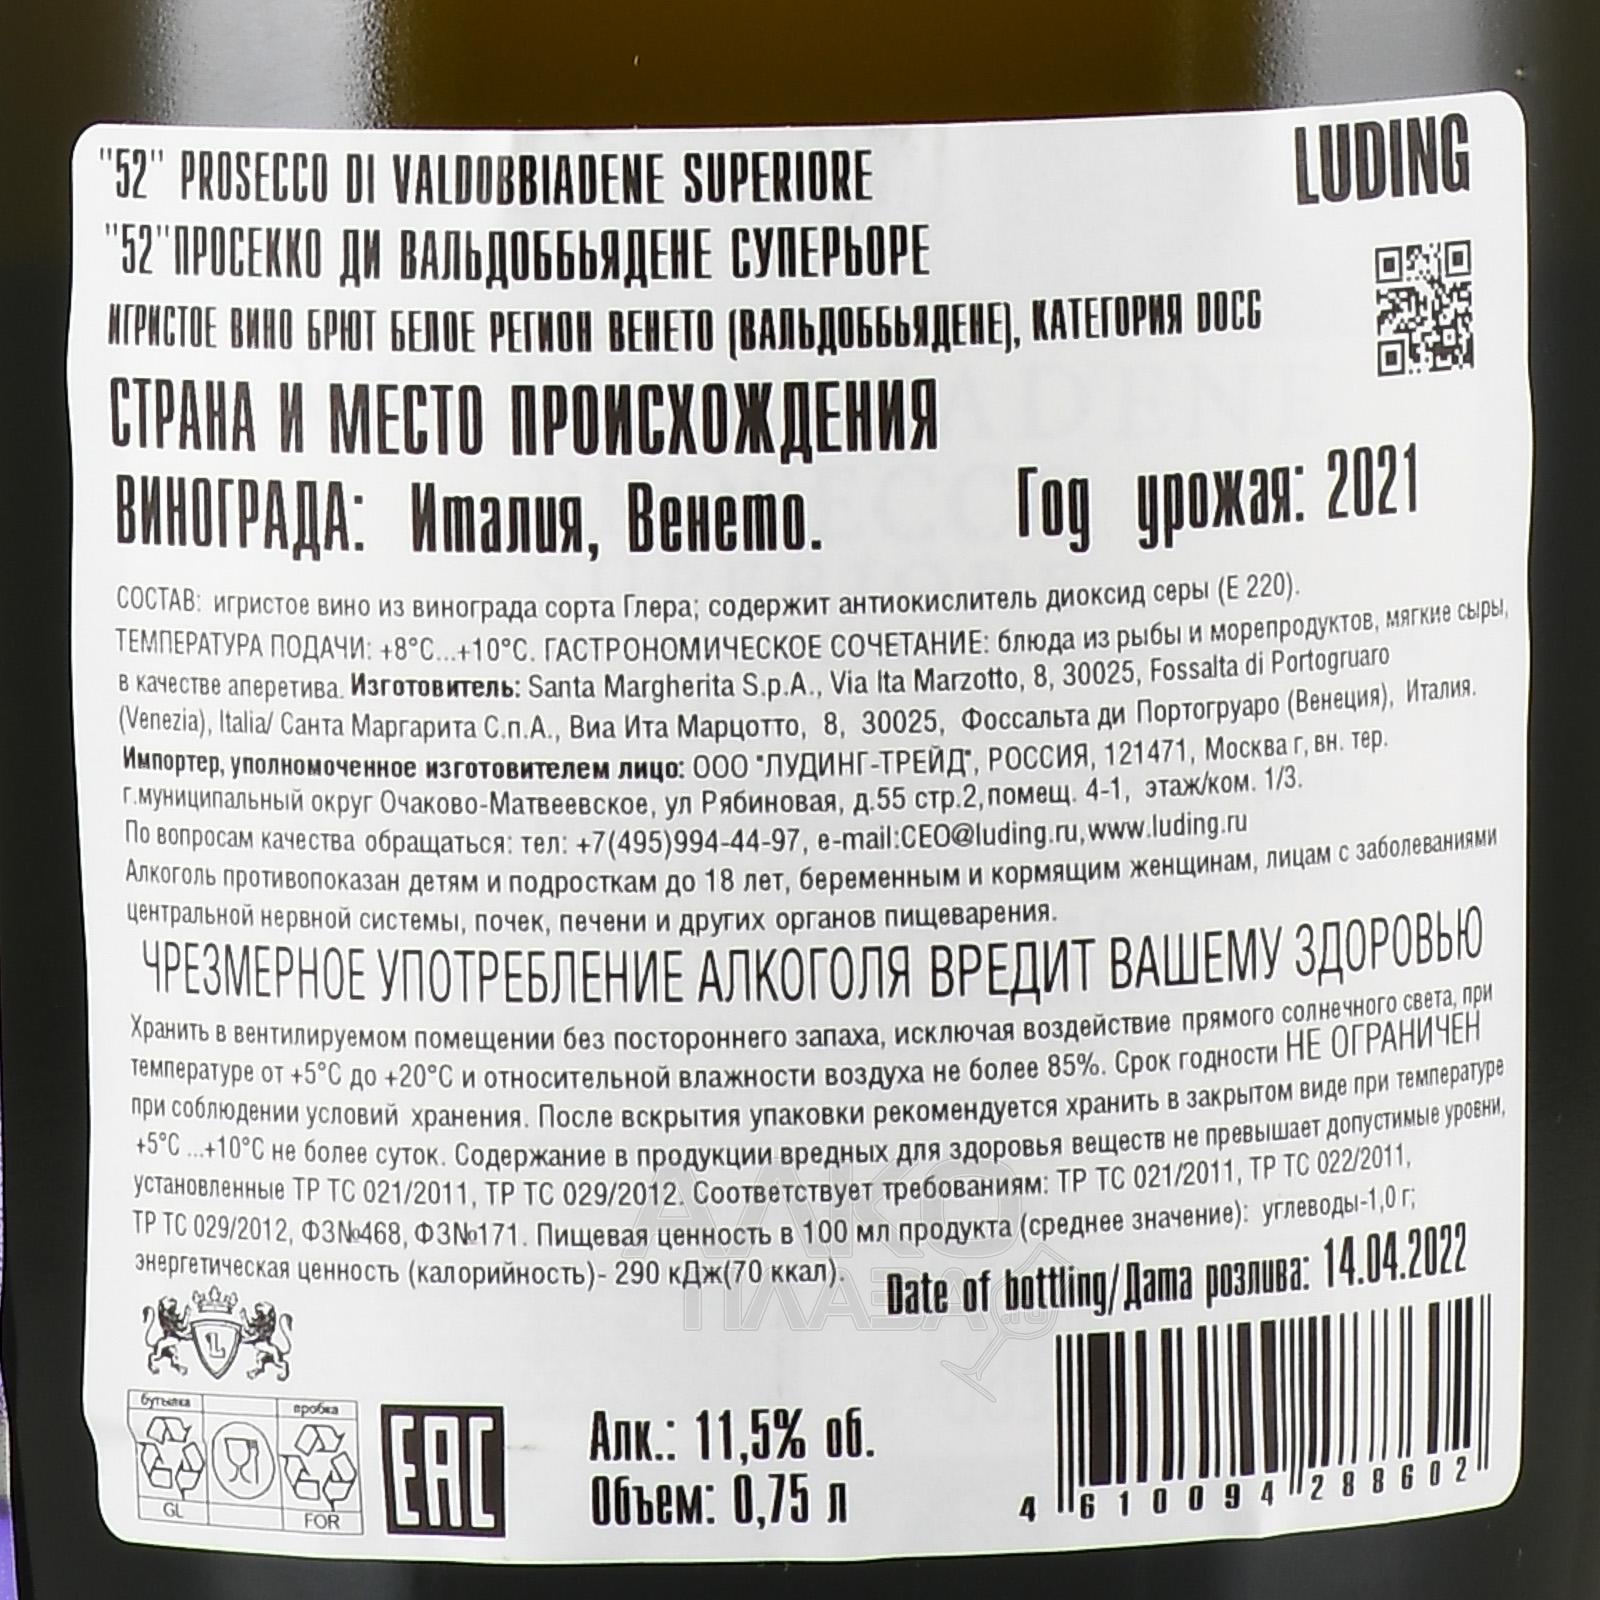 "52" PROSECCO DI VALDOBBIADENE SUPERIORE
LUDING
"52"ПРОСЕККО ДИ ВАЛЬДОББЬЯДЕНЕ СУПЕРЬОРЕ
ИГРИСТОЕ ВИНО БРЮТ БЕЛОЕ РЕГИОН ВЕНЕТО (ВАЛЬДОББЬЯДЕНЕ), КАТЕГОРИЯ DOCG
СТРАНА И МЕСТО ПРОИСХОЖДЕНИЯ
ВИНОГРАДА: Италия, Венето.
Год урожая: 2021
СОСТАВ: игристое вино из винограда сорта Глера; содержит антиокислитель диоксид серы (Е 220).
ТЕМПЕРАТУРА ПОДАЧИ: +8°С...+10°С. ГАСТРОНОМИЧЕСКОЕ СОЧЕТАНИЕ: блюда из рыбы и морепродуктов, мягкие сыры,
в качестве аперетива. Изготовитель: Santa Margherita S.p.A., Via Ita Marzotto, 8, 30025, Fossalta di Portogruaro
(Venezia), Italia/ Санта Маргарита С.п.А., Виа Ита Марцотто, 8, 30025, Фоссальта ди Портогруаро (Венеция), Италия.
Импортер, уполномоченное изготовителем лицо: ООО "ЛУДИНГ-ТРЕЙД", РОССИЯ, 121471, Москва г, вн. тер.
г.муниципальный округ Очаково-Матвеевское, ул Рябиновая, д.55 стр.2,помещ. 4-1, этаж/ком. 1/3.
По вопросам качества обращаться: тел: +7(495)994-44-97, e-mail:CEO@luding.ru,www.luding.ru
Алкоголь противопоказан детям и подросткам до 18 лет, беременным и кормящим женщинам, лицам с заболеваниями
центральной нервной системы, почек, печени и других органов пищеварения.
ЧРЕЗМЕРНОЕ УПОТРЕБЛЕНИЕ АЛКОГОЛЯ ВРЕДИТ ВАШЕМУ ЗДОРОВЬЮ
Хранить в вентилируемом помещении без постороннего запаха, исключая воздействие прямого солнечного света, при
температуре от +5°С до +20°С и относительной влажности воздуха не более 85%. Срок годности НЕ ОГРАНИЧЕН
при соблюдении условий хранения. После вскрытия упаковки рекомендуется хранить в закрытом виде при температуре
+5°С ...+10°С не более суток. Содержание в продукции вредных для здоровья веществ не превышает допустимые уровни,
установленные ТР ТС 021/2011, ТР ТС 029/2012. Соответствует требованиям: ТР ТС 021/2011, ТР ТС 022/2011,
ТР ТС 029/2012, ФЗ№468, ФЗ№171. Пищевая ценность в 100 мл продукта (среднее значение): углеводы-1,0 г;
энергетическая ценность (калорийность)- 290 кДж(70 ккал).
Date of bottling/Дата розлива: 14.04.2022
АЛКО
ПЛАЗА.ru
L
бутылка
пробка
GL
FOR
EAC
Алк.: 11,5% об.
Объем: 0,75 л
4 610094 288602